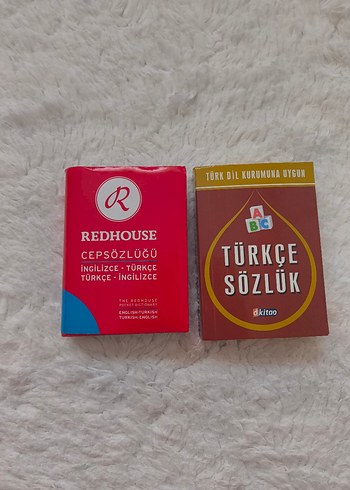 R
REDHOUSE
CEPSÖZLÜĞÜ
İNGİLİZCE - TÜRKÇE
TÜRKÇE - İNGİLİZCE
THE REDHOUSE
POCKET DICTIONARY
ENGLISH-TURKISH
TURKISH-ENGLISH
TÜRK DİL KURUMUNA UYGUN
A
B C
TÜRKÇE
SÖZLÜK
dkitap